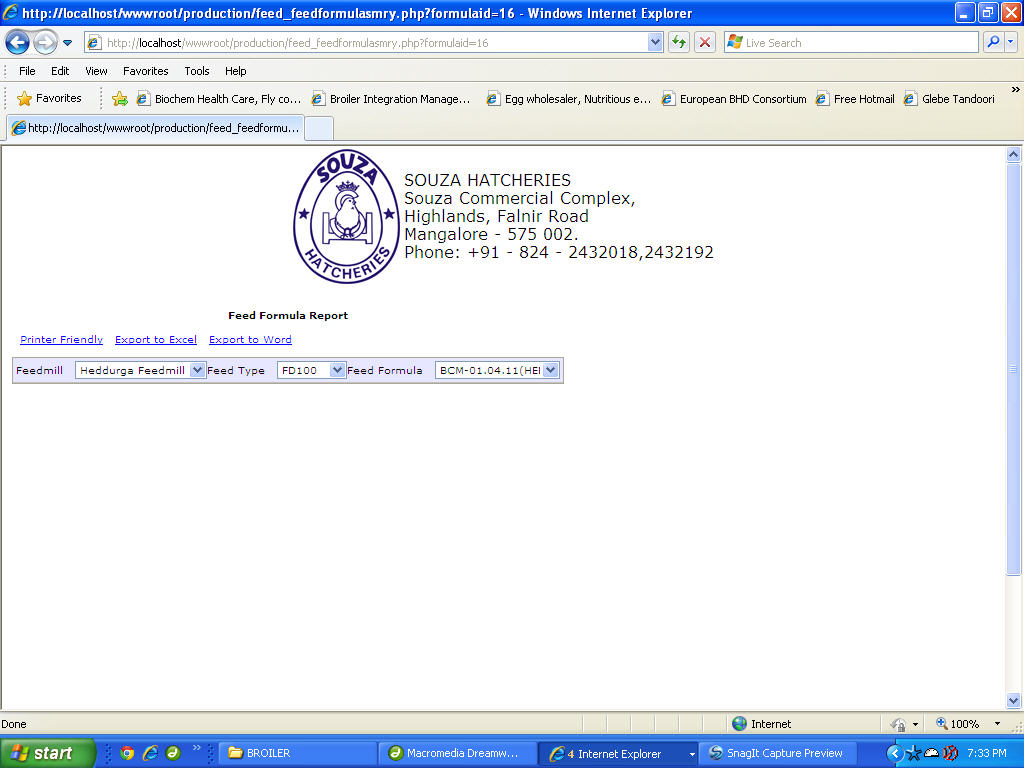 http://localhost/wwwroot/production/feed_feedformulasmry.php?formulaid=16 - Windows Internet Explorer
http://localhost/wwwroot/production/feed_feedformulasmry.php?formulaid=16
Live Search
File Edit View Favorites Tools Help
Favorites Biochem Health Care, Fly co... Broiler Integration Manage... Egg wholesaler, Nutritious e... European BHD Consortium Free Hotmail Glebe Tandoori »
http://localhost/wwwroot/production/feed_feedformu...
SOUZA
HATCHERIES
SOUZA HATCHERIES
Souza Commercial Complex,
Highlands, Falnir Road
Mangalore - 575 002.
Phone: +91 - 824 - 2432018,2432192
Feed Formula Report
Printer Friendly Export to Excel Export to Word
Feedmill Heddurga Feedmill Feed Type FD100 Feed Formula BCM-01.04.11(HEI
Done Internet 100%
start » BROILER Macromedia Dreamw... 4 Internet Explorer SnagIt Capture Preview 7:33 PM